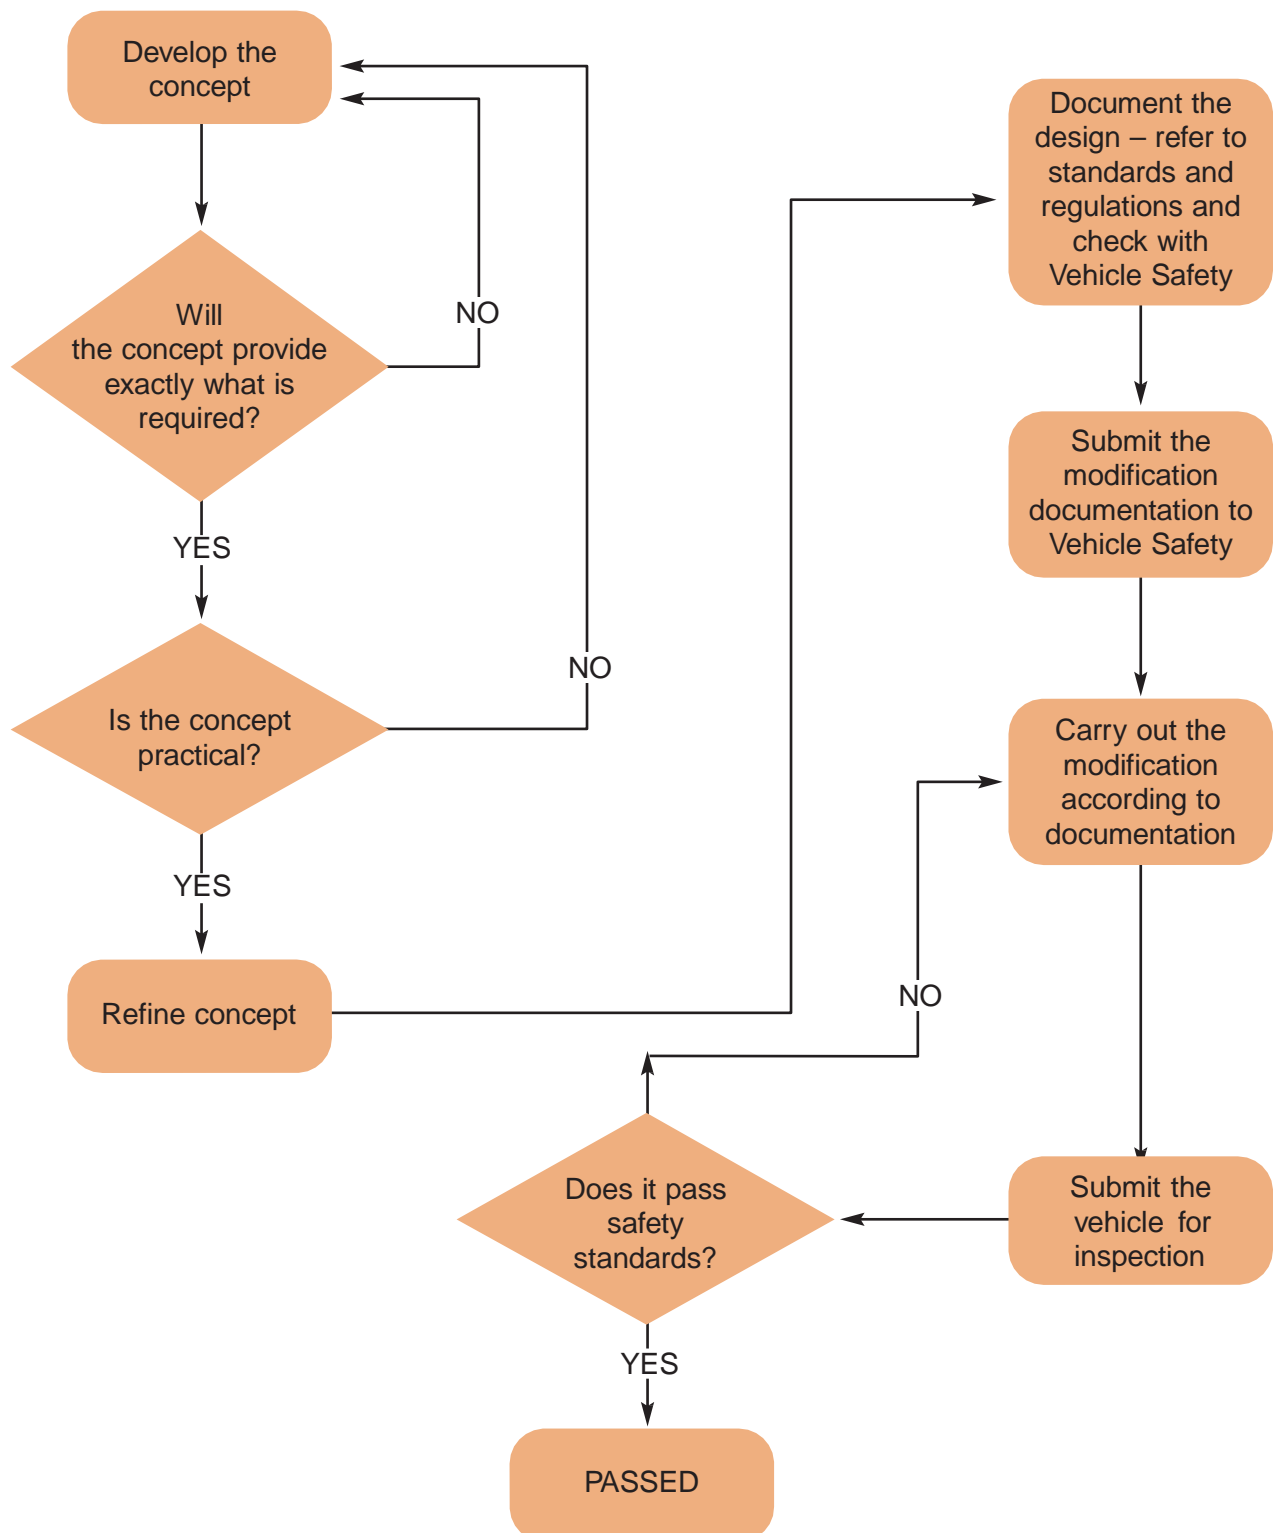 Develop the
concept
Will
the concept provide
exactly what is
required?
NO
YES
Is the concept
practical?
NO
YES
Refine concept
Document the
design – refer to
standards and
regulations and
check with
Vehicle Safety
Submit the
modification
documentation to
Vehicle Safety
Carry out the
modification
according to
documentation
Submit the
vehicle for
inspection
Does it pass
safety
standards?
NO
YES
PASSED